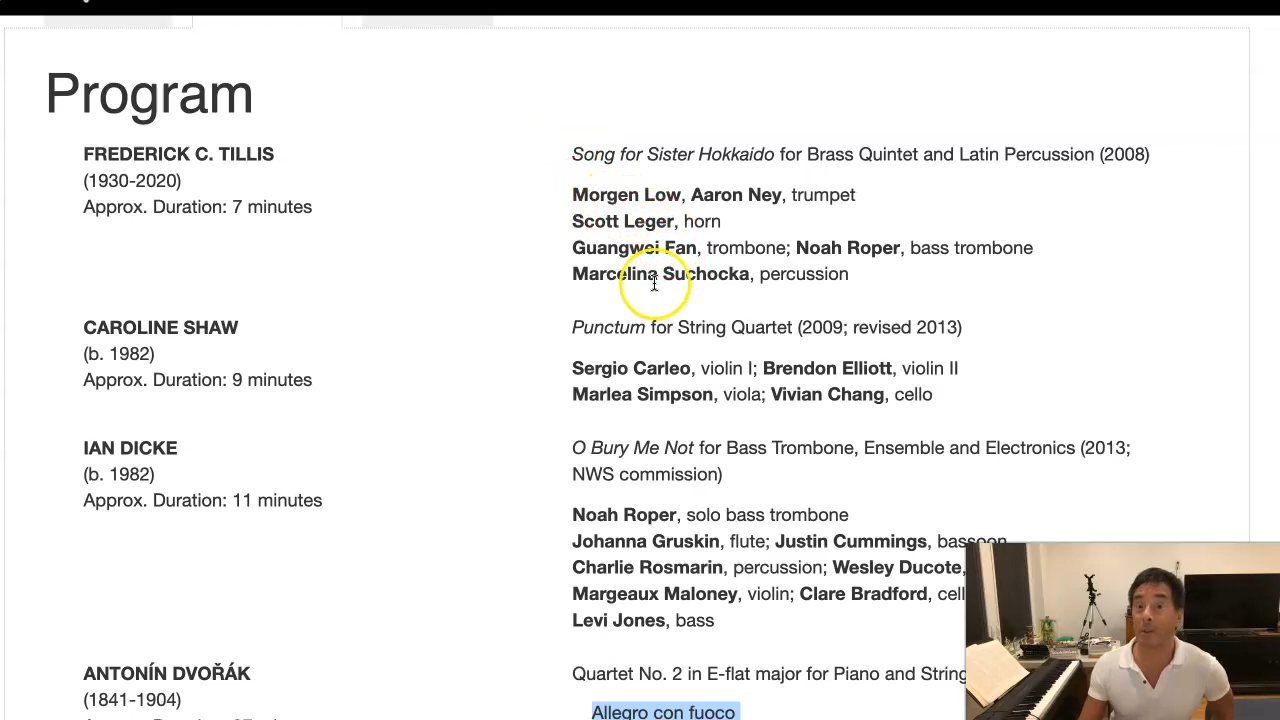 Program
FREDERICK C. TILLIS
(1930-2020)
Approx. Duration: 7 minutes
Song for Sister Hokkaido for Brass Quintet and Latin Percussion (2008)
Morgen Low, Aaron Ney, trumpet
Scott Leger, horn
Guangwei Fan, trombone; Noah Roper, bass trombone
Marcelina Suchocka, percussion
CAROLINE SHAW
(b. 1982)
Approx. Duration: 9 minutes
Punctum for String Quartet (2009; revised 2013)
Sergio Carleo, violin I; Brendon Elliott, violin II
Marlea Simpson, viola; Vivian Chang, cello
IAN DICKE
(b. 1982)
Approx. Duration: 11 minutes
O Bury Me Not for Bass Trombone, Ensemble and Electronics (2013;
NWS commission)
Noah Roper, solo bass trombone
Johanna Gruskin, flute; Justin Cummings, bassoon
Charlie Rosmarin, percussion; Wesley Ducote,
Margeaux Maloney, violin; Clare Bradford, cell
Levi Jones, bass
ANTONÍN DVOŘÁK
(1841-1904)
Quartet No. 2 in E-flat major for Piano and String
Allegro con fuoco